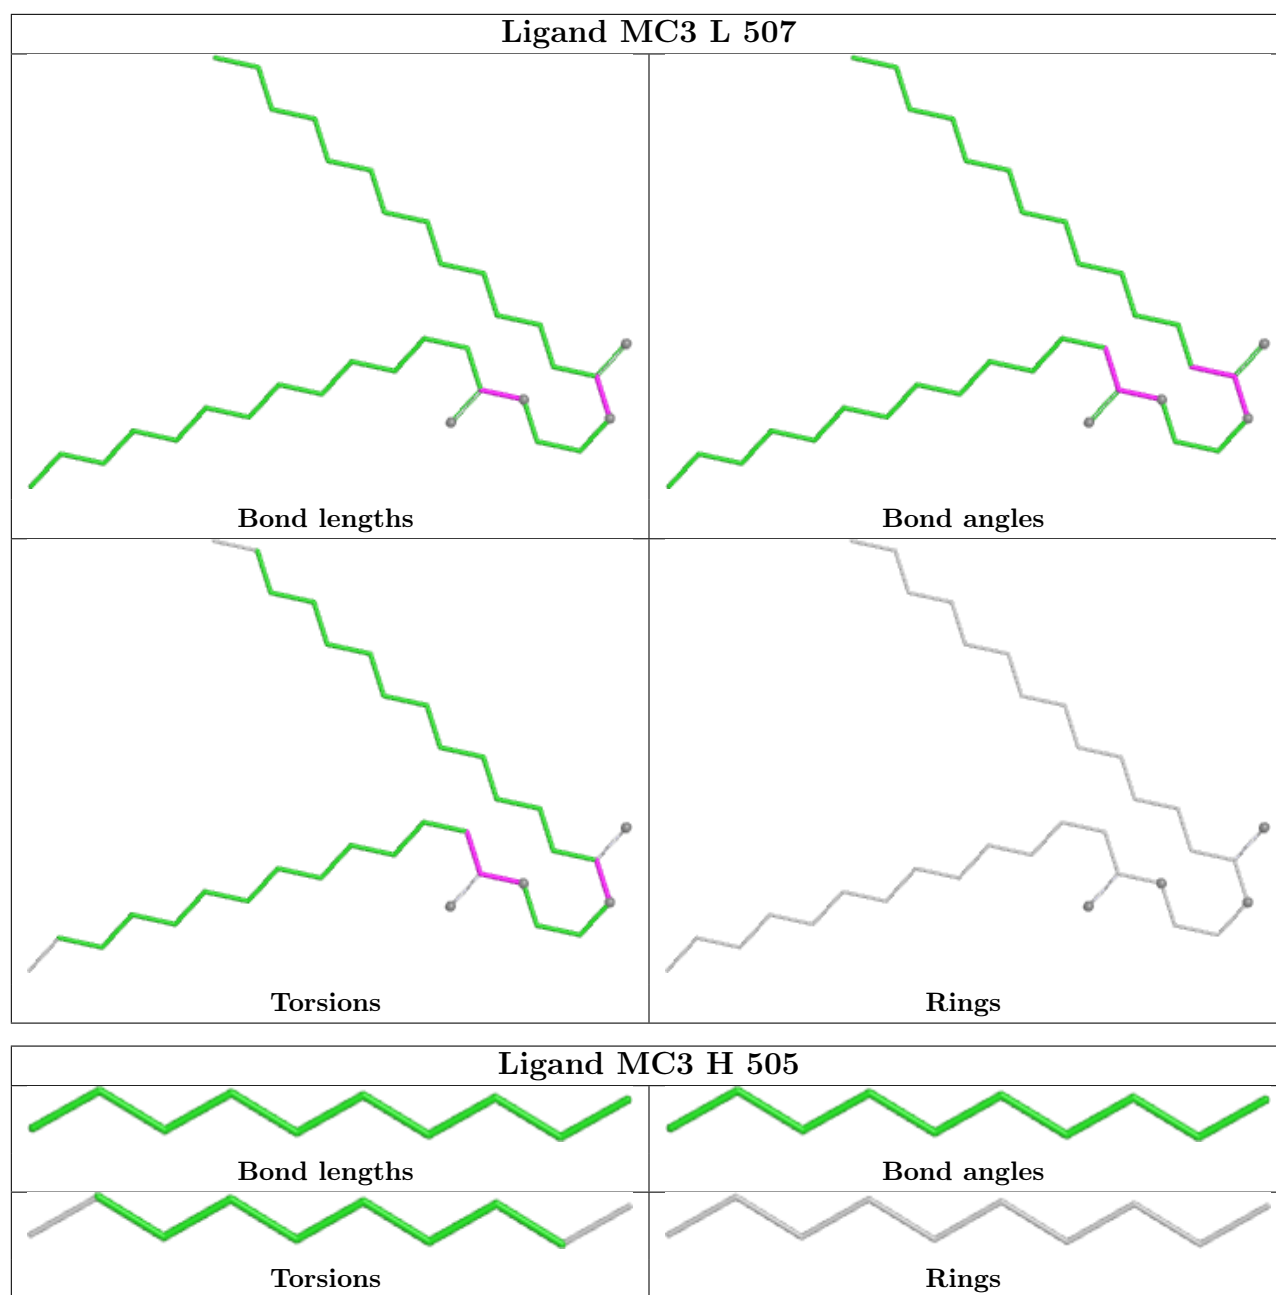 Ligand MC3 L 507
Bond lengths
Bond angles
Torsions
Rings
Ligand MC3 H 505
Bond lengths
Bond angles
Torsions
Rings